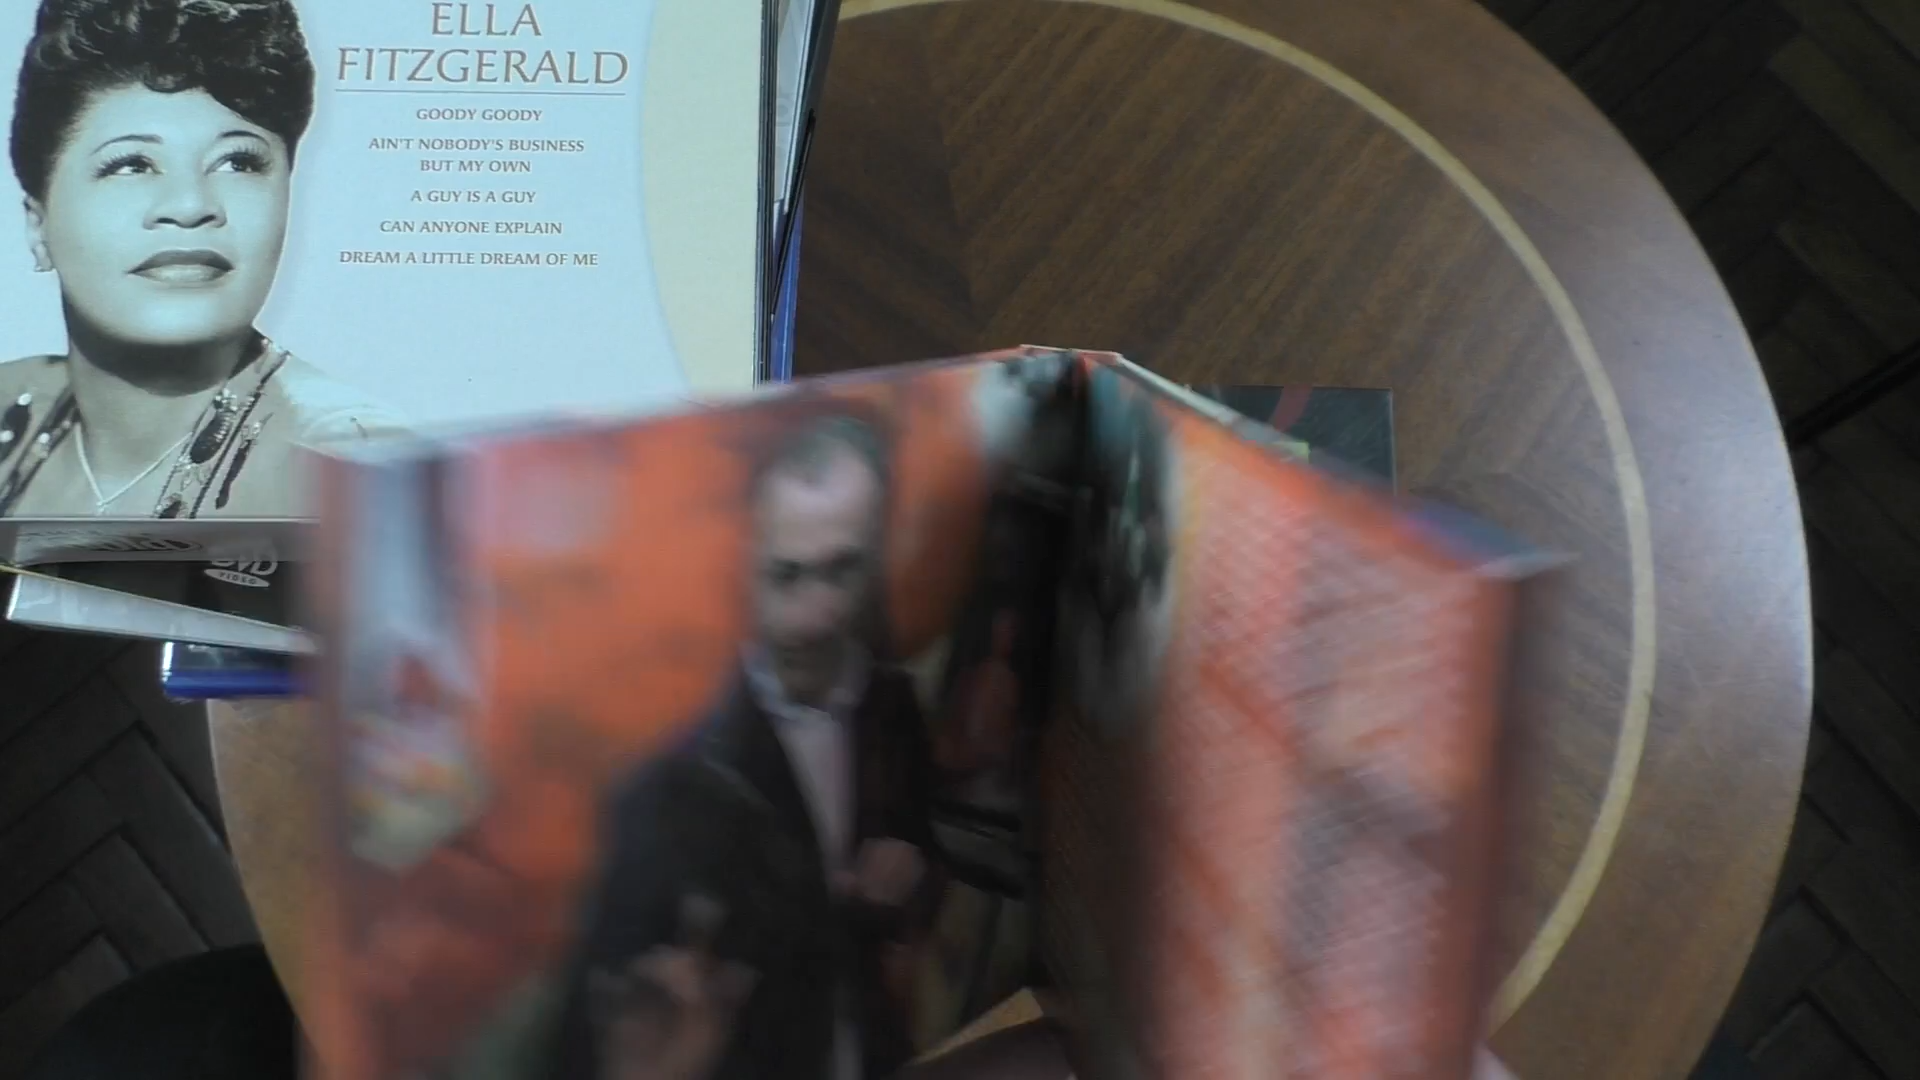 ELLA
FITZGERALD
GOODY GOODY
AIN'T NOBODY'S BUSINESS
BUT MY OWN
A GUY IS A GUY
CAN ANYONE EXPLAIN
DREAM A LITTLE DREAM OF ME
DVD
VIDEO